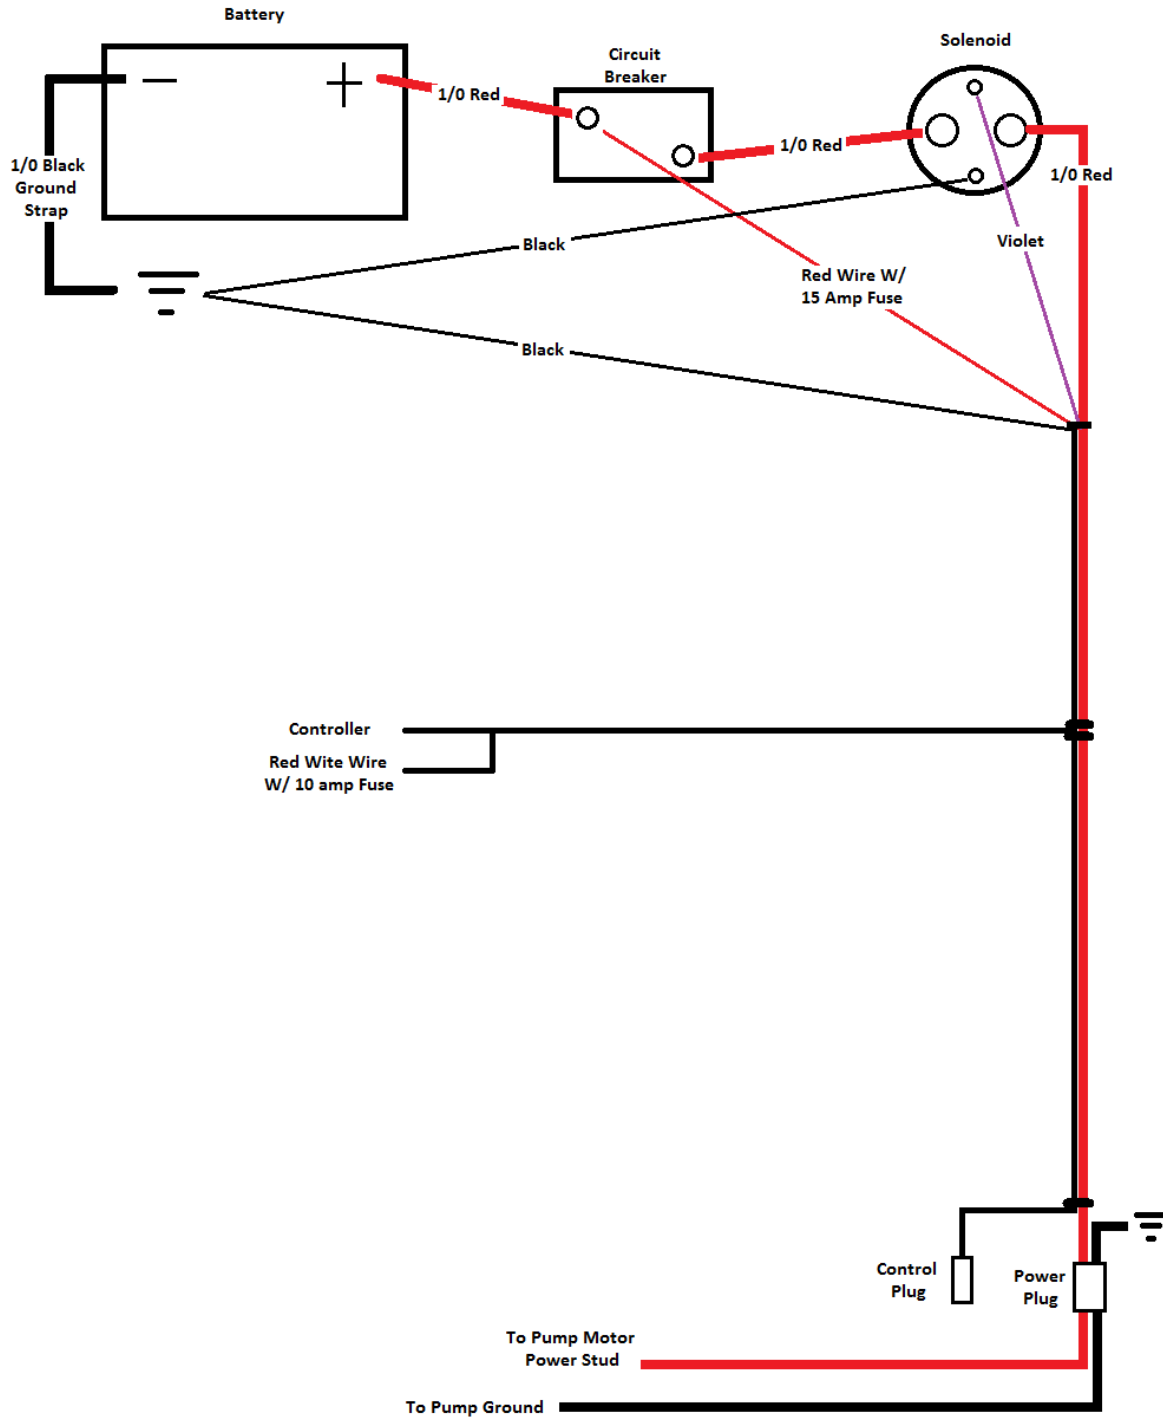 Battery
Solenoid
Circuit
Breaker
1/0 Red
1/0 Red
1/0 Black
Ground
Strap
1/0 Red
Black
Violet
Red Wire W/
15 Amp Fuse
Black
Controller
Red Wite Wire
W/ 10 amp Fuse
Control
Plug
Power
Plug
To Pump Motor
Power Stud
To Pump Ground